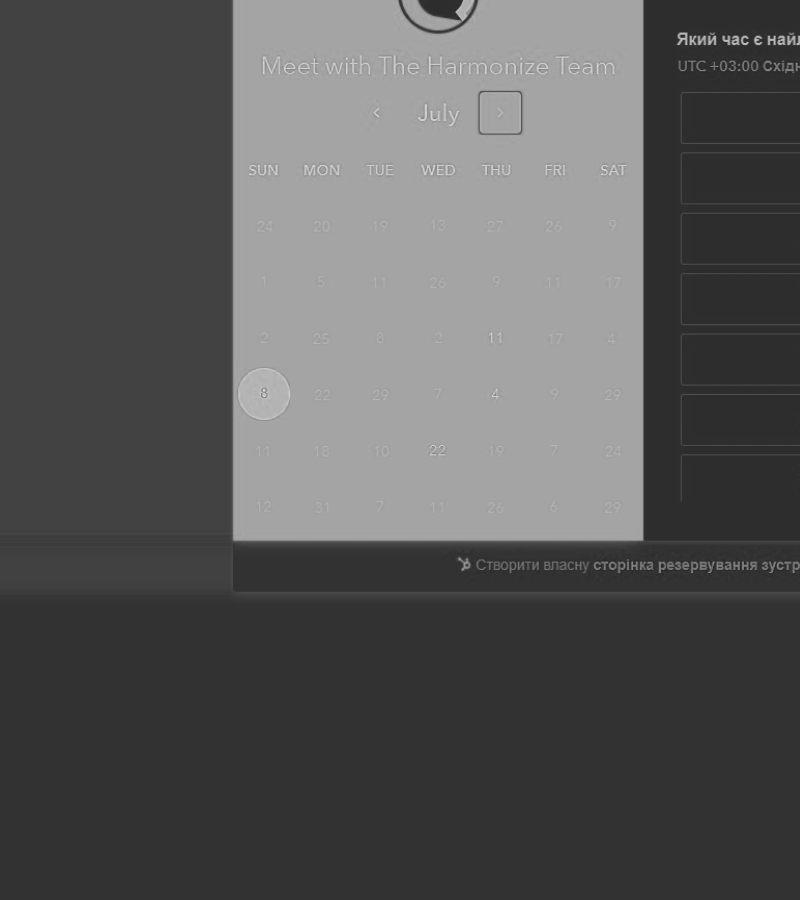 Meet with The Harmonize Team
‹ July ›
SUN MON TUE WED THU FRI SAT
24 20 19 13 27 26 9
1 5 11 26 9 11 17
2 25 8 2 11 17 4
8 22 29 7 4 9 29
11 18 10 22 19 7 24
12 31 7 11 26 6 29
Який час є най
UTC +03:00 Східн
Створити власну сторінка резервування зустр